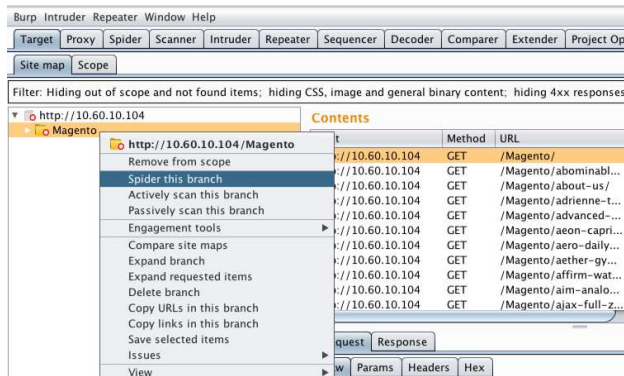 Burp Intruder Repeater Window Help
Target Proxy Spider Scanner Intruder Repeater Sequencer Decoder Comparer Extender Project Op
Site map Scope
Filter: Hiding out of scope and not found items; hiding CSS, image and general binary content; hiding 4xx responses
http://10.60.10.104
Magento
Contents
http://10.60.10.104/Magento
Remove from scope
Spider this branch
Actively scan this branch
Passively scan this branch
Engagement tools
Compare site maps
Expand branch
Expand requested items
Delete branch
Copy URLs in this branch
Copy links in this branch
Save selected items
Issues
View
t Method URL
://10.60.10.104 GET /Magento/
://10.60.10.104 GET /Magento/abominabl...
://10.60.10.104 GET /Magento/about-us/
://10.60.10.104 GET /Magento/adrienne-t...
://10.60.10.104 GET /Magento/advanced-...
://10.60.10.104 GET /Magento/aeon-capri...
://10.60.10.104 GET /Magento/aero-daily...
://10.60.10.104 GET /Magento/aether-gy...
://10.60.10.104 GET /Magento/affirm-wat...
://10.60.10.104 GET /Magento/aim-analo...
://10.60.10.104 GET /Magento/ajax-full-z...
quest Response
w Params Headers Hex